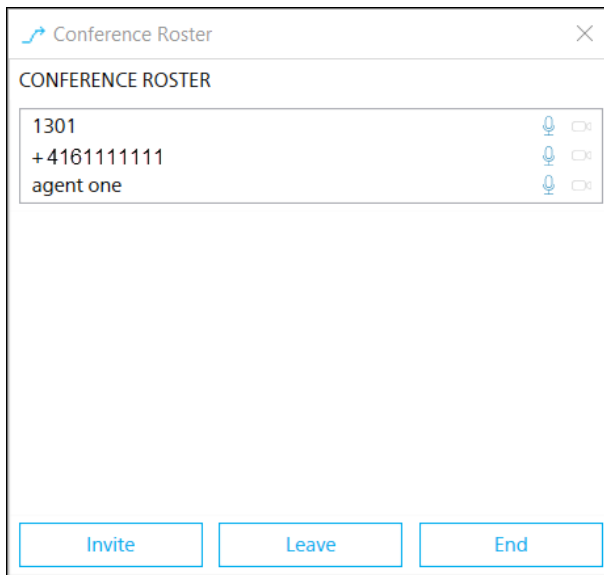 Conference Roster
CONFERENCE ROSTER
1301
+4161111111
agent one
Invite Leave End